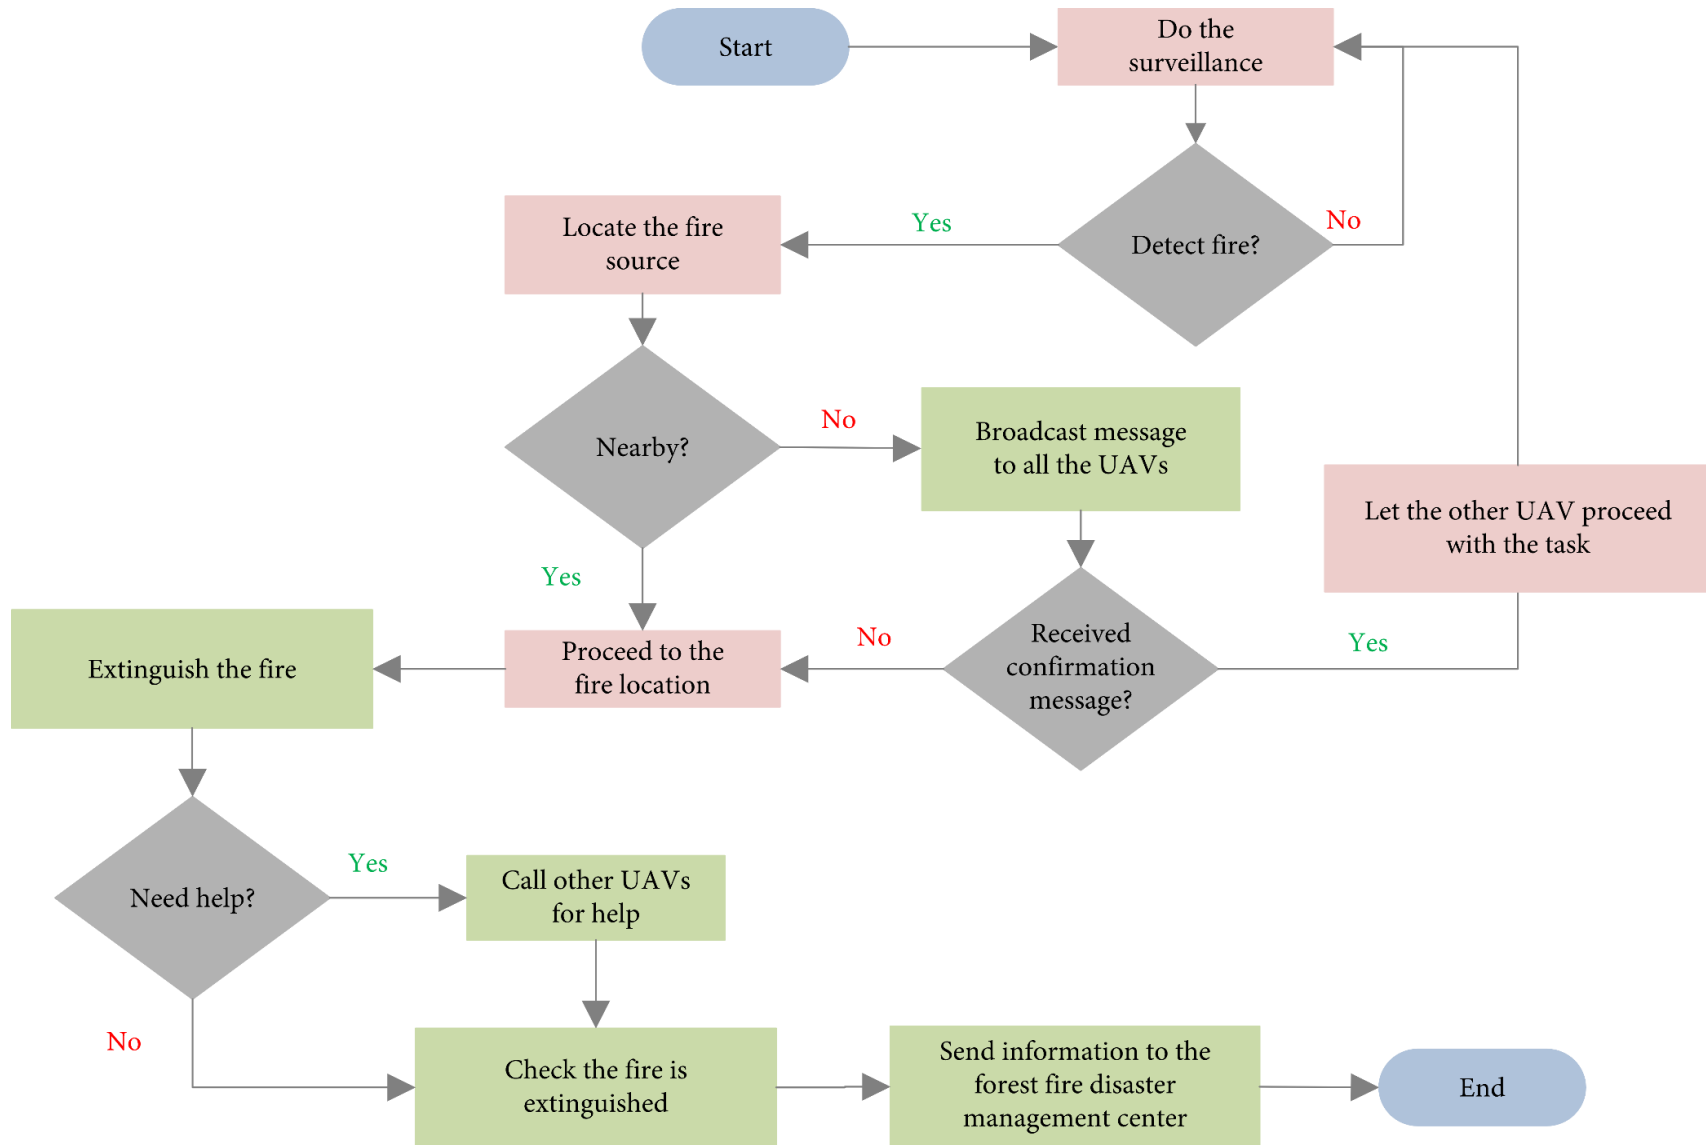 Start
Do the
surveillance
Locate the fire
source
Yes
Detect fire?
No
Nearby?
No
Broadcast message
to all the UAVs
Let the other UAV proceed
with the task
Yes
Extinguish the fire
Proceed to the
fire location
No
Received
confirmation
message?
Yes
Need help?
Yes
Call other UAVs
for help
No
Check the fire is
extinguished
Send information to the
forest fire disaster
management center
End